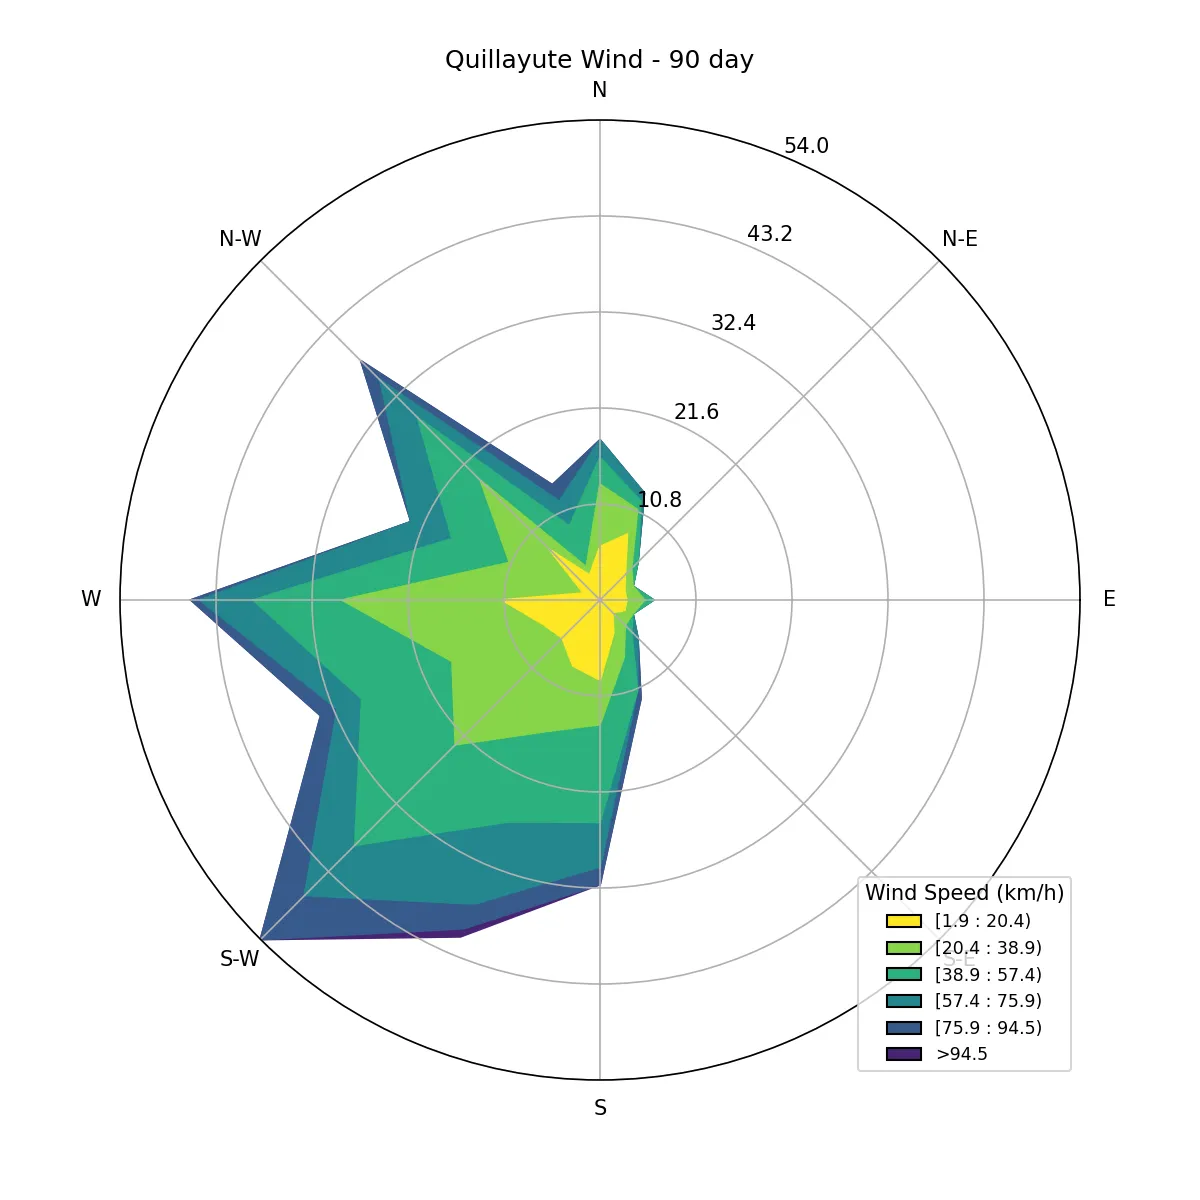 Quillayute Wind - 90 day
N
54.0
N-W
43.2
N-E
32.4
21.6
10.8
W
E
Wind Speed (km/h)
[1.9 : 20.4)
[20.4 : 38.9)
S-W
S-E
[38.9 : 57.4)
[57.4 : 75.9)
[75.9 : 94.5)
>94.5
S